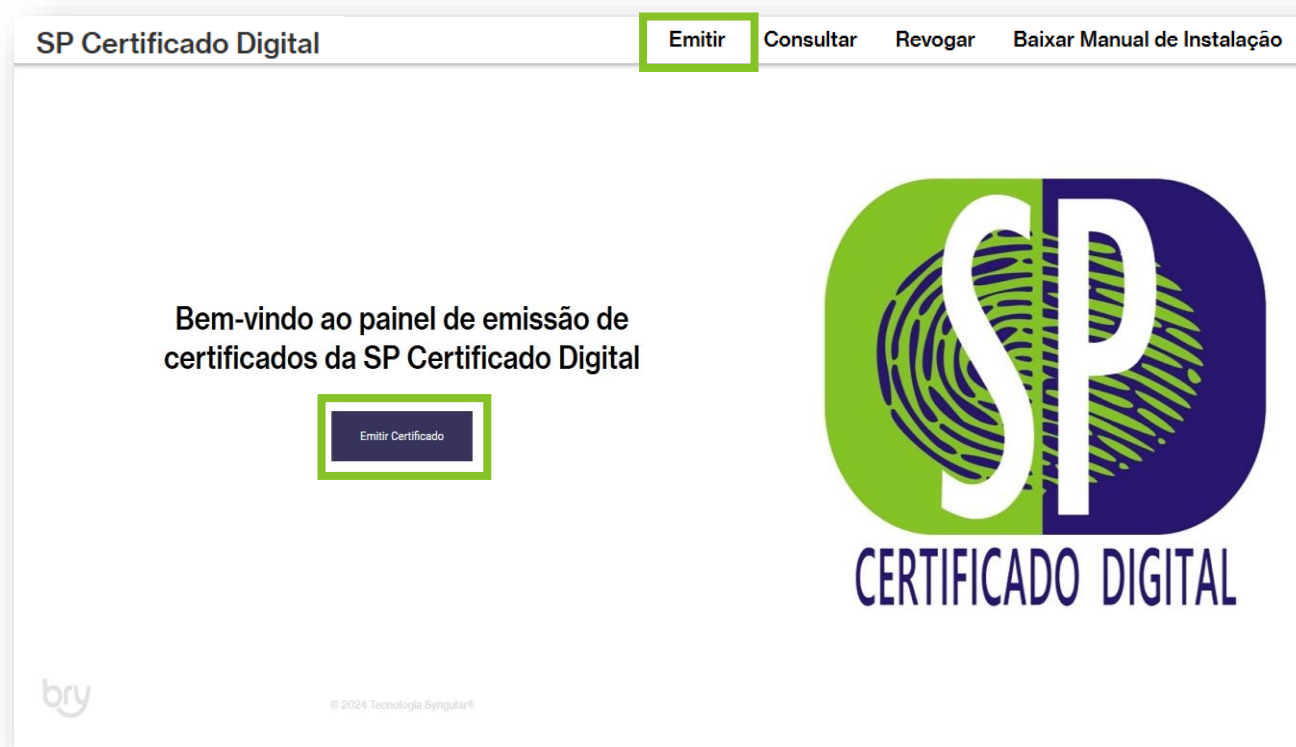 SP Certificado Digital
Emitir Consultar Revogar Baixar Manual de Instalação
Bem-vindo ao painel de emissão de
certificados da SP Certificado Digital
Emitir Certificado
SP
CERTIFICADO DIGITAL
bry
© 2024 Tecnologia Syngular®